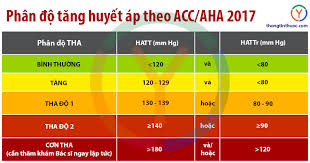 Phân độ tăng huyết áp theo ACC/AHA 2017
thongtinthuoc.com
Phân độ THA HATT (mm Hg) HATTr (mm Hg)
BÌNH THƯỜNG <120 và <80
TĂNG 120 - 129 và <80
THA ĐỘ 1 130 - 139 và/hoặc 80 - 90
THA ĐỘ 2 ≥140 hoặc ≥90
CƠN THA >180 và/hoặc >120
(cần thăm khám Bác sĩ ngay lập tức)